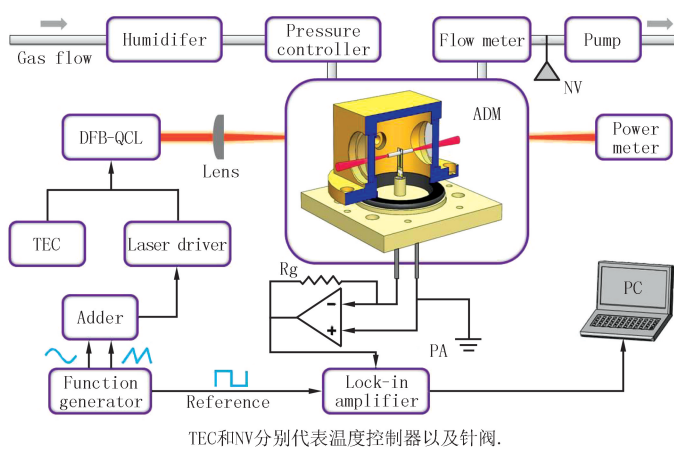 Gas flow
Humidifer
Pressure
controller
Flow meter
Pump
NV
DFB-QCL
Lens
ADM
Power
meter
TEC
Laser driver
Rg
Adder
PA
PC
Function
generator
Reference
Lock-in
amplifier
TEC和NV分别代表温度控制器以及针阀.